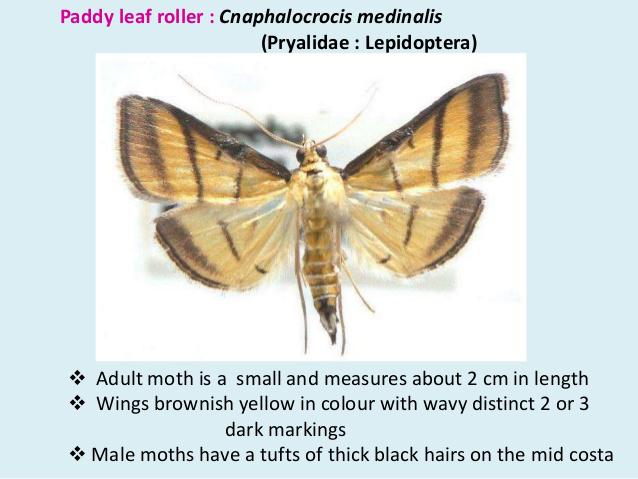 Paddy leaf roller : Cnaphalocrocis medinalis
(Pryalidae : Lepidoptera)
❖ Adult moth is a small and measures about 2 cm in length
❖ Wings brownish yellow in colour with wavy distinct 2 or 3
dark markings
❖ Male moths have a tufts of thick black hairs on the mid costa